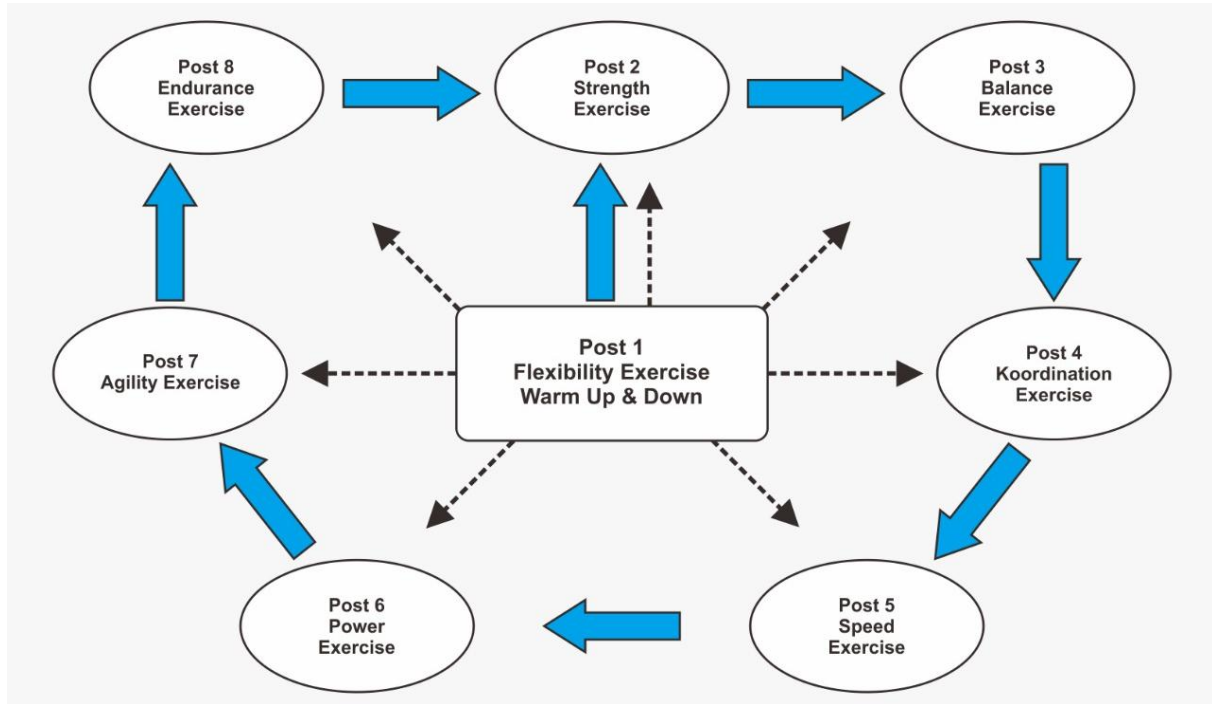 Post 8
Endurance
Exercise
Post 2
Strength
Exercise
Post 3
Balance
Exercise
Post 7
Agility Exercise
Post 1
Flexibility Exercise
Warm Up & Down
Post 4
Koordination
Exercise
Post 6
Power
Exercise
Post 5
Speed
Exercise